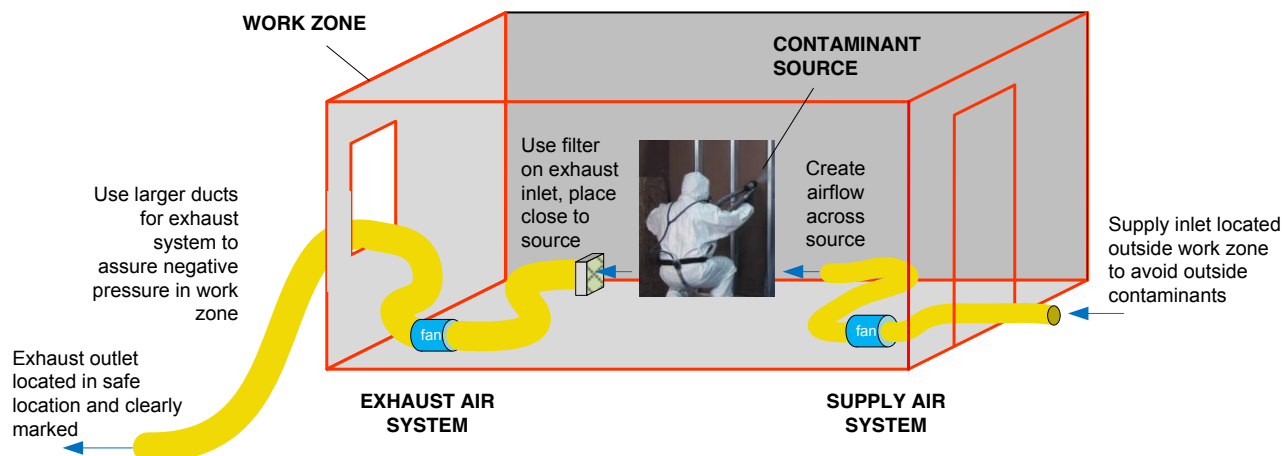 WORK ZONE
CONTAMINANT
SOURCE
Use filter
on exhaust
inlet, place
close to
source
Create
airflow
across
source
Use larger ducts
for exhaust
system to
assure negative
pressure in work
zone
Supply inlet located
outside work zone
to avoid outside
contaminants
fan
fan
Exhaust outlet
located in safe
location and clearly
marked
EXHAUST AIR
SYSTEM
SUPPLY AIR
SYSTEM